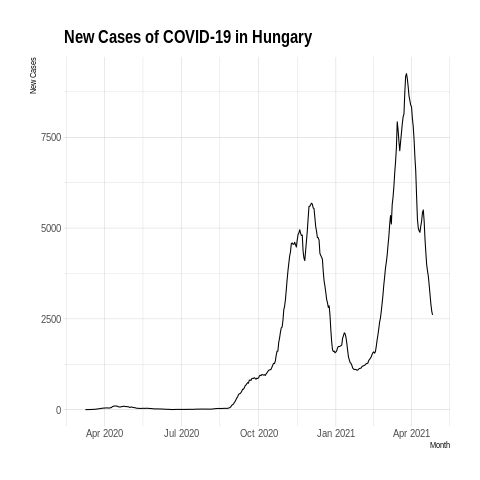 New Cases of COVID-19 in Hungary
New Cases
7500
5000
2500
0
Apr 2020 Jul 2020 Oct 2020 Jan 2021 Apr 2021
Month